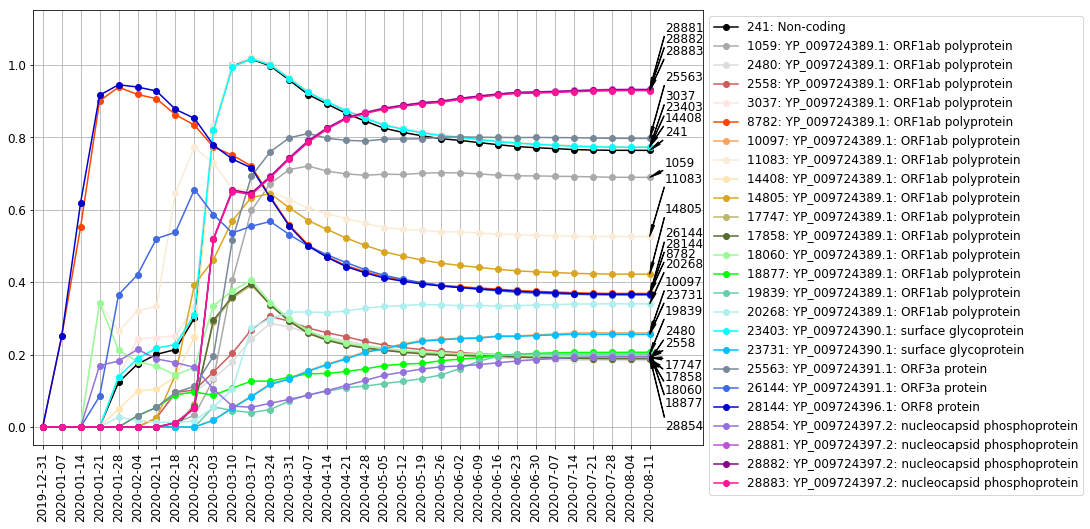 1.0
0.8
0.6
0.4
0.2
0.0
2019-12-31
2020-01-07
2020-01-14
2020-01-21
2020-01-28
2020-02-04
2020-02-11
2020-02-18
2020-02-25
2020-03-03
2020-03-10
2020-03-17
2020-03-24
2020-03-31
2020-04-07
2020-04-14
2020-04-21
2020-04-28
2020-05-05
2020-05-12
2020-05-19
2020-05-26
2020-06-02
2020-06-09
2020-06-16
2020-06-23
2020-06-30
2020-07-07
2020-07-14
2020-07-21
2020-07-28
2020-08-04
2020-08-11
28881
28882
28883
25563
3037
23403
14408
241
1059
11083
14805
26144
28144
8782
20268
10097
23731
19839
2480
2558
17747
17858
18060
18877
28854
241: Non-coding
1059: YP_009724389.1: ORF1ab polyprotein
2480: YP_009724389.1: ORF1ab polyprotein
2558: YP_009724389.1: ORF1ab polyprotein
3037: YP_009724389.1: ORF1ab polyprotein
8782: YP_009724389.1: ORF1ab polyprotein
10097: YP_009724389.1: ORF1ab polyprotein
11083: YP_009724389.1: ORF1ab polyprotein
14408: YP_009724389.1: ORF1ab polyprotein
14805: YP_009724389.1: ORF1ab polyprotein
17747: YP_009724389.1: ORF1ab polyprotein
17858: YP_009724389.1: ORF1ab polyprotein
18060: YP_009724389.1: ORF1ab polyprotein
18877: YP_009724389.1: ORF1ab polyprotein
19839: YP_009724389.1: ORF1ab polyprotein
20268: YP_009724389.1: ORF1ab polyprotein
23403: YP_009724390.1: surface glycoprotein
23731: YP_009724390.1: surface glycoprotein
25563: YP_009724391.1: ORF3a protein
26144: YP_009724391.1: ORF3a protein
28144: YP_009724396.1: ORF8 protein
28854: YP_009724397.2: nucleocapsid phosphoprotein
28881: YP_009724397.2: nucleocapsid phosphoprotein
28882: YP_009724397.2: nucleocapsid phosphoprotein
28883: YP_009724397.2: nucleocapsid phosphoprotein